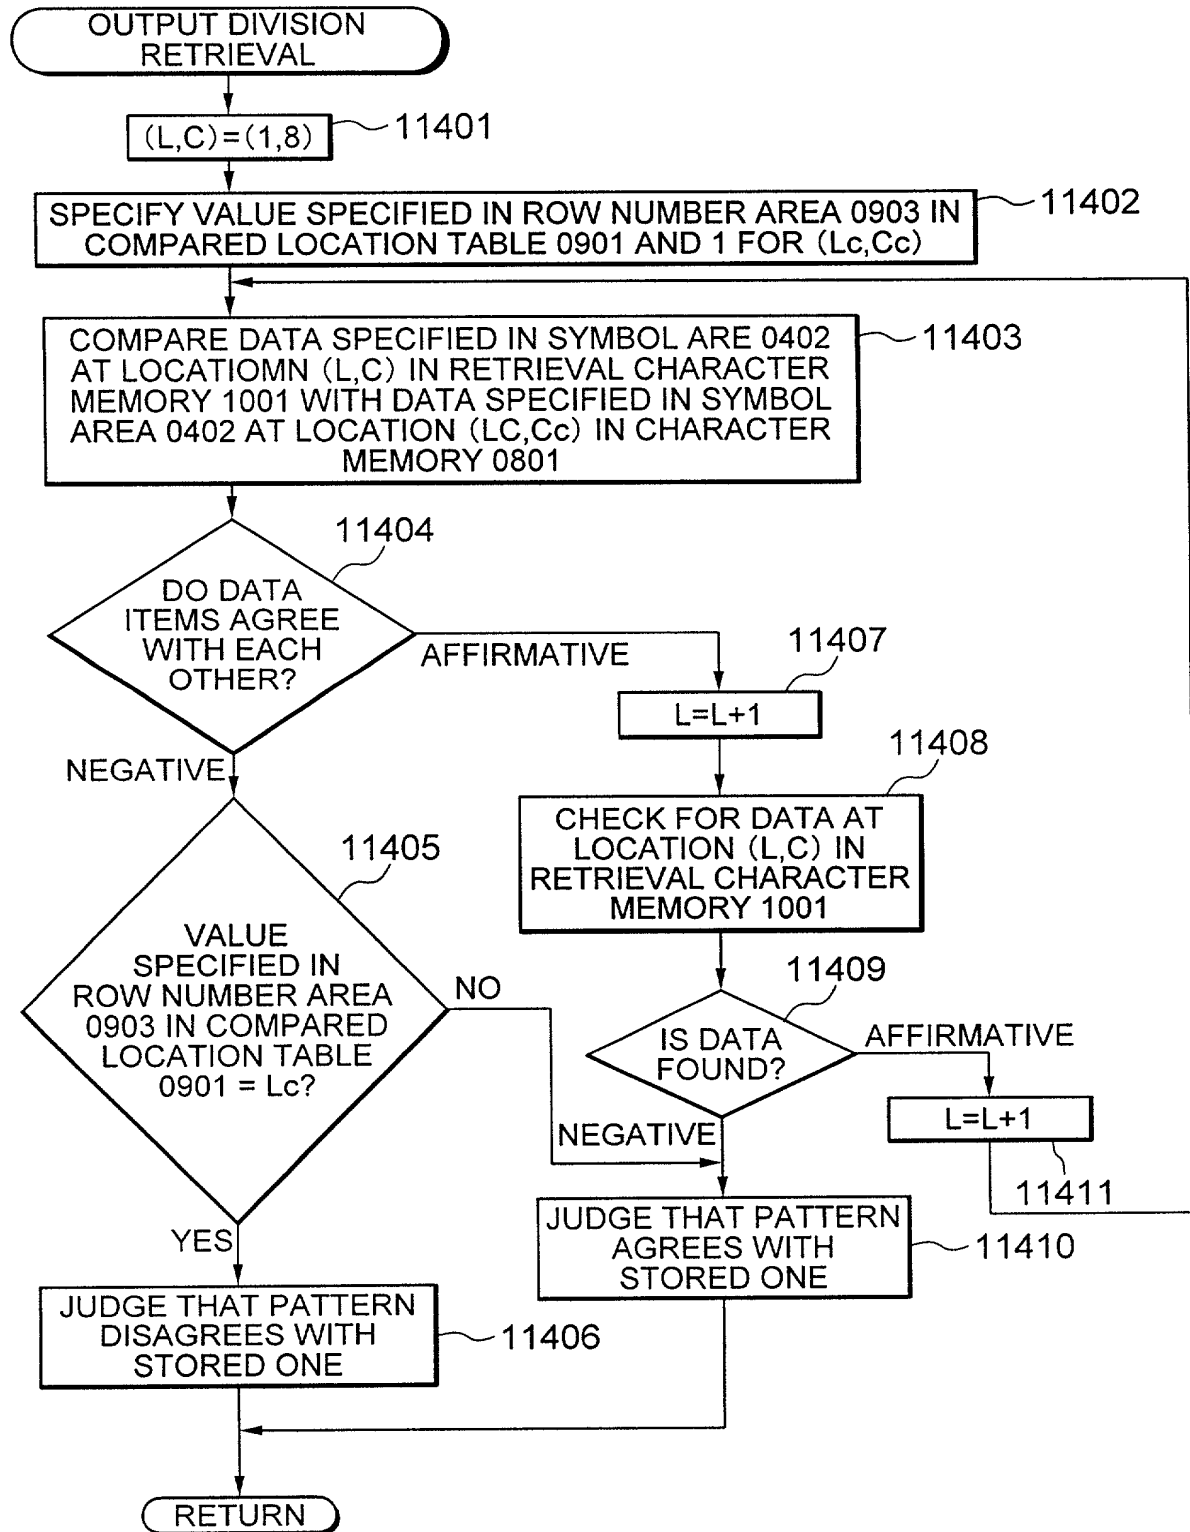 OUTPUT DIVISION
RETRIEVAL
(L,C)=(1,8)
11401
SPECIFY VALUE SPECIFIED IN ROW NUMBER AREA 0903 IN
COMPARED LOCATION TABLE 0901 AND 1 FOR (Lc,Cc)
11402
COMPARE DATA SPECIFIED IN SYMBOL ARE 0402
AT LOCATIOMN (L,C) IN RETRIEVAL CHARACTER
MEMORY 1001 WITH DATA SPECIFIED IN SYMBOL
AREA 0402 AT LOCATION (LC,Cc) IN CHARACTER
MEMORY 0801
11403
11404
DO DATA
ITEMS AGREE
WITH EACH
OTHER?
AFFIRMATIVE
NEGATIVE
11407
L=L+1
11408
CHECK FOR DATA AT
LOCATION (L,C) IN
RETRIEVAL CHARACTER
MEMORY 1001
11405
VALUE
SPECIFIED IN
ROW NUMBER AREA
0903 IN COMPARED
LOCATION TABLE
0901 = Lc?
NO
YES
11409
IS DATA
FOUND?
AFFIRMATIVE
NEGATIVE
L=L+1
11411
JUDGE THAT PATTERN
AGREES WITH
STORED ONE
11410
JUDGE THAT PATTERN
DISAGREES WITH
STORED ONE
11406
RETURN